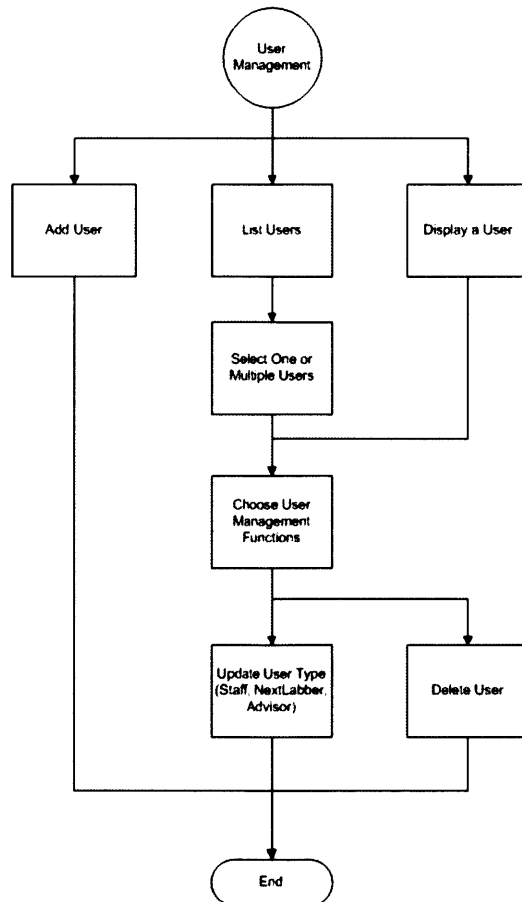 User
Management
Add User
List Users
Display a User
Select One or
Multiple Users
Choose User
Management
Functions
Update User Type
(Staff, NextLabber,
Advisor)
Delete User
End